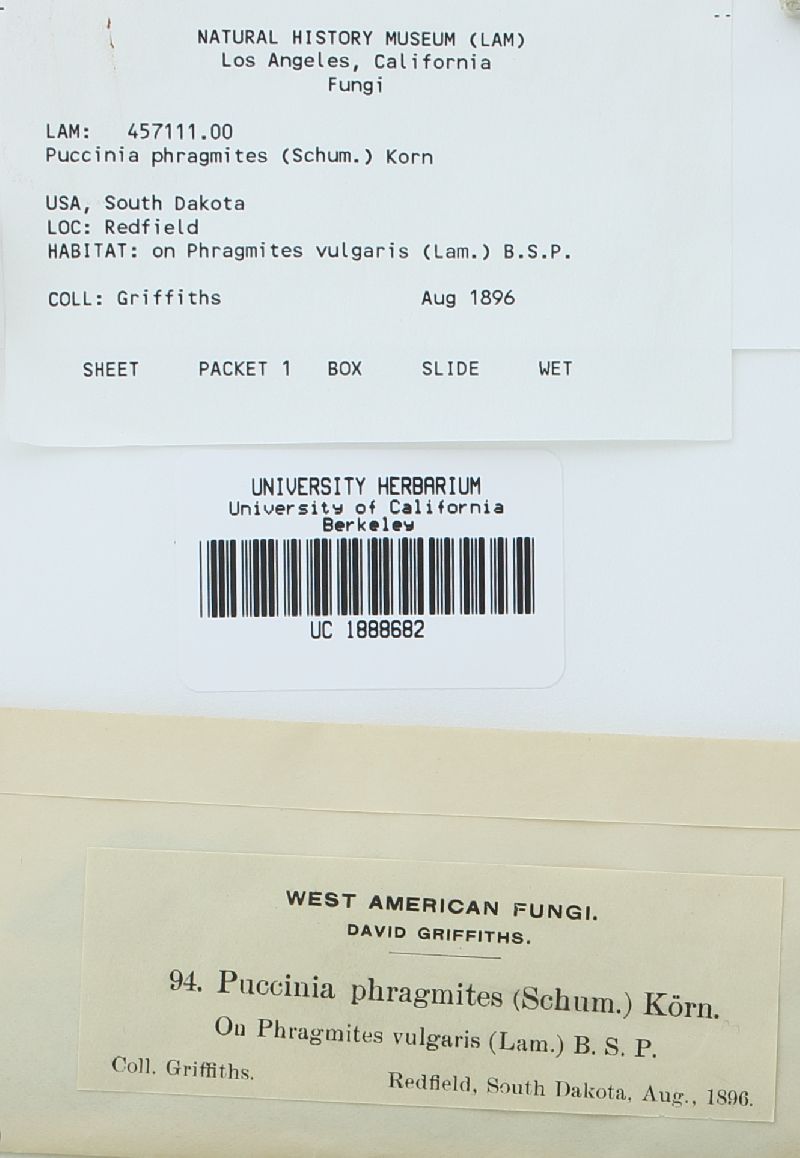 NATURAL HISTORY MUSEUM (LAM)
Los Angeles, California
Fungi
LAM: 457111.00
Puccinia phragmites (Schum.) Korn
USA, South Dakota
LOC: Redfield
HABITAT: on Phragmites vulgaris (Lam.) B.S.P.
COLL: Griffiths Aug 1896
SHEET PACKET 1 BOX SLIDE WET
UNIVERSITY HERBARIUM
University of California
Berkeley
UC 1888682
WEST AMERICAN FUNGI.
DAVID GRIFFITHS.
94. Puccinia phragmites (Schum.) Körn.
On Phragmites vulgaris (Lam.) B. S. P.
Coll. Griffiths. Redfield, South Dakota, Aug., 1896.